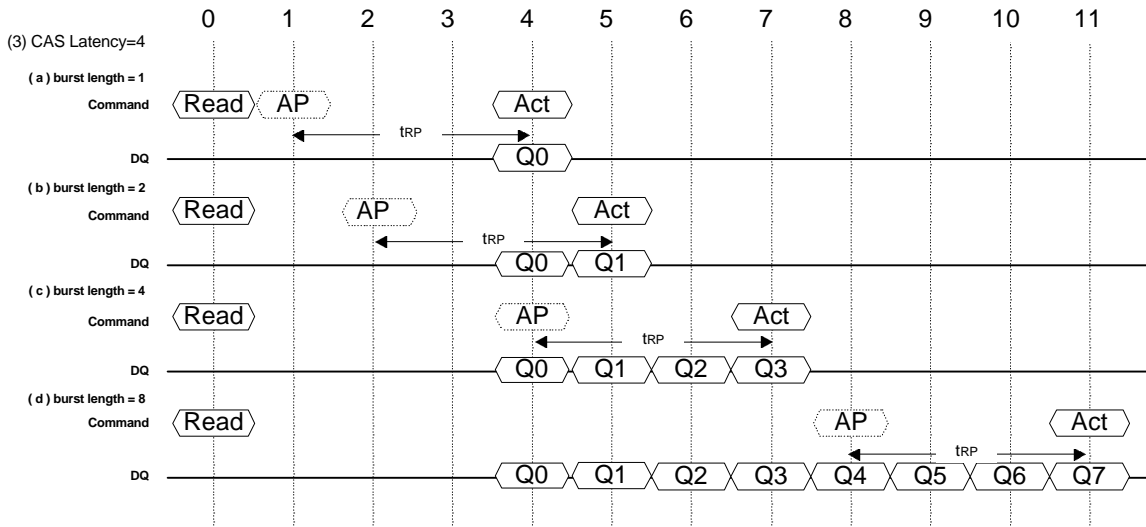 0 1 2 3 4 5 6 7 8 9 10 11
(3) CAS Latency=4
( a ) burst length = 1
Command Read AP Act
tRP
DQ Q0
( b ) burst length = 2
Command Read AP Act
tRP
DQ Q0 Q1
( c ) burst length = 4
Command Read AP Act
tRP
DQ Q0 Q1 Q2 Q3
( d ) burst length = 8
Command Read AP Act
tRP
DQ Q0 Q1 Q2 Q3 Q4 Q5 Q6 Q7